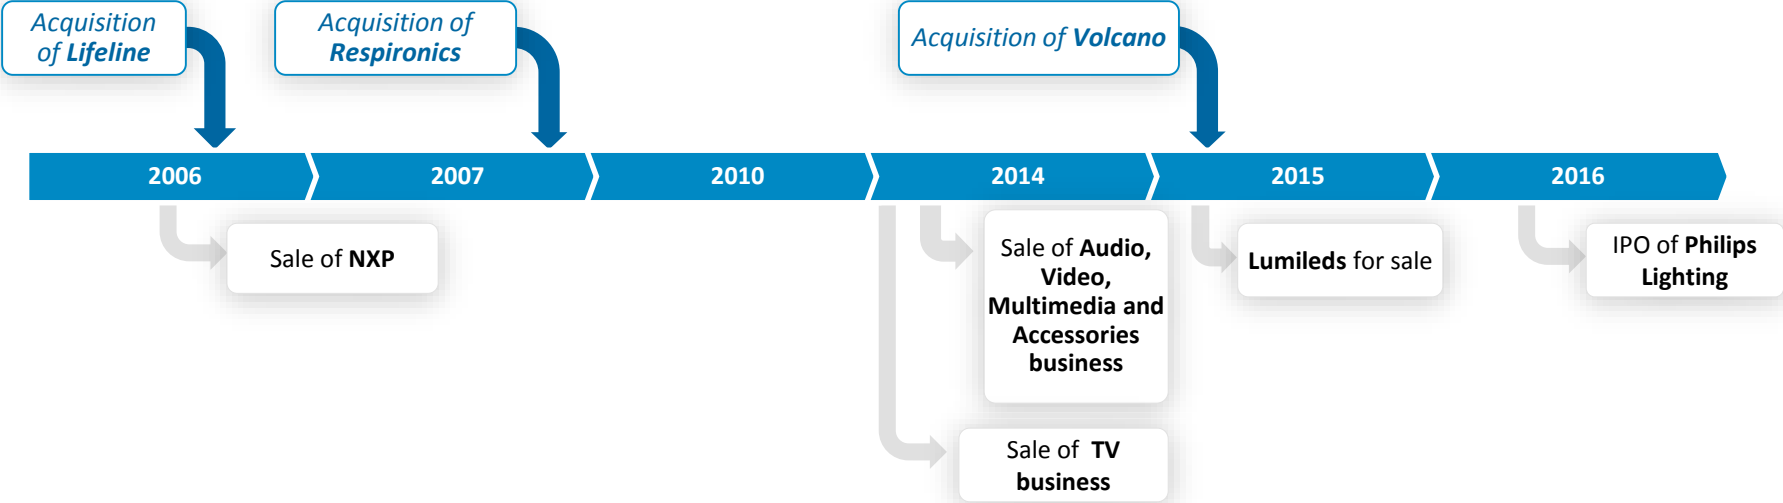 Acquisition
of Lifeline
Acquisition of
Respironics
Acquisition of Volcano
2006
2007
2010
2014
2015
2016
Sale of NXP
Sale of Audio,
Video,
Multimedia and
Accessories
business
Lumileds for sale
IPO of Philips
Lighting
Sale of TV
business